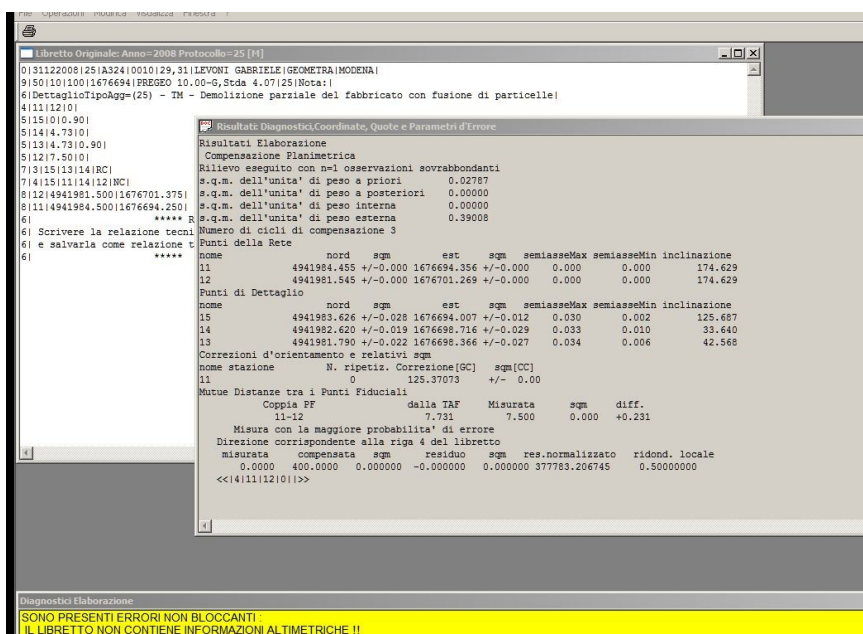 File Operazioni Modifica Visualizza Finestra ?
Libretto Originale: Anno=2008 Protocollo=25 [M]
0|31122008|25|A324|0010|29,31|LEVONI GABRIELE|GEOMETRA|MODENA|
9|50|10|100|1676694|PREGEO 10.00-G,Stda 4.07|25|Nota:|
6|DettaglioTipoAgg=(25) - TM - Demolizione parziale del fabbricato con fusione di particelle|
4|11|12|0|
5|15|0|0.90|
5|14|4.73|0|
5|13|4.73|0.90|
5|12|7.50|0|
7|3|15|13|14|RC|
7|4|15|11|14|12|NC|
8|12|4941981.500|1676701.375|
8|11|4941984.500|1676694.250|
6| ***** R
6| Scrivere la relazione tecni
6| e salvarla come relazione t
6| *****
Risultati: Diagnostici,Coordinate, Quote e Parametri d'Errore
Risultati Elaborazione
Compensazione Planimetrica
Rilievo eseguito con n=1 osservazioni sovrabbondanti
s.q.m. dell'unita' di peso a priori 0.02787
s.q.m. dell'unita' di peso a posteriori 0.00000
s.q.m. dell'unita' di peso interna 0.00000
s.q.m. dell'unita' di peso esterna 0.39008
Numero di cicli di compensazione 3
Punti della Rete
nome nord sqm est sqm semiasseMax semiasseMin inclinazione
11 4941984.455 +/-0.000 1676694.356 +/-0.000 0.000 0.000 174.629
12 4941981.545 +/-0.000 1676701.269 +/-0.000 0.000 0.000 174.629
Punti di Dettaglio
nome nord sqm est sqm semiasseMax semiasseMin inclinazione
15 4941983.626 +/-0.028 1676694.007 +/-0.012 0.030 0.002 125.687
14 4941982.620 +/-0.019 1676698.716 +/-0.029 0.033 0.010 33.640
13 4941981.790 +/-0.022 1676698.366 +/-0.027 0.034 0.006 42.568
Correzioni d'orientamento e relativi sqm
nome stazione N. ripetiz. Correzione[GC] sqm[CC]
11 0 125.37073 +/- 0.00
Mutue Distanze tra i Punti Fiduciali
Coppia PF dalla TAF Misurata sqm diff.
11-12 7.731 7.500 0.000 +0.231
Misura con la maggiore probabilita' di errore
Direzione corrispondente alla riga 4 del libretto
misurata compensata sqm residuo sqm res.normalizzato ridond. locale
0.0000 400.0000 0.000000 -0.000000 0.000000 377783.206745 0.50000000
<<|4|11|12|0||>>
Diagnostici Elaborazione
SONO PRESENTI ERRORI NON BLOCCANTI :
IL LIBRETTO NON CONTIENE INFORMAZIONI ALTIMETRICHE !!